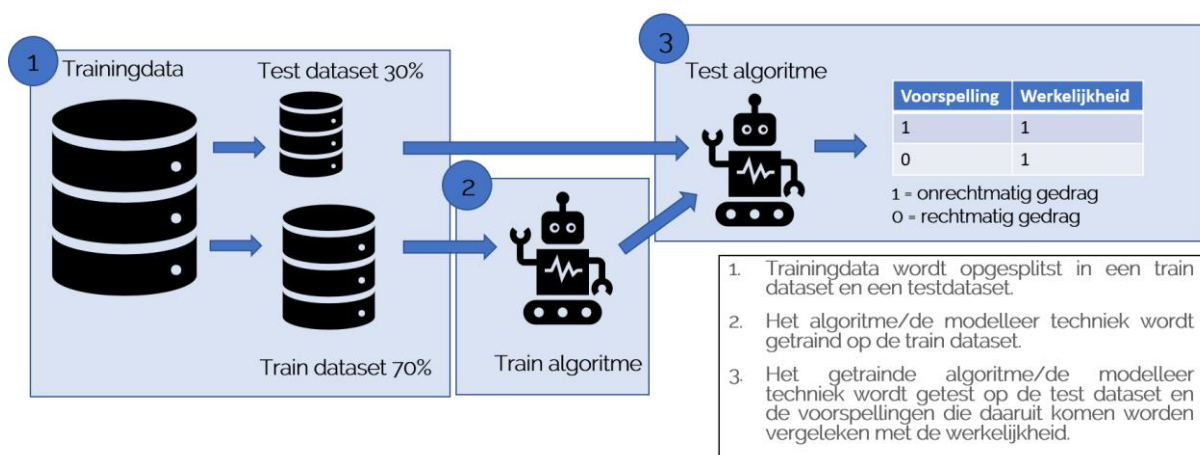 1
Trainingdata
Test dataset 30%
Train dataset 70%
2
Train algoritme
3
Test algoritme
Voorspelling Werkelijkheid
1 1
0 1
1 = onrechtmatig gedrag
0 = rechtmatig gedrag
1. Trainingdata wordt opgesplitst in een train
dataset en een testdataset.
2. Het algoritme/de modelleer techniek wordt
getraind op de train dataset.
3. Het getrainde algoritme/de modelleer
techniek wordt getest op de test dataset en
de voorspellingen die daaruit komen worden
vergeleken met de werkelijkheid.